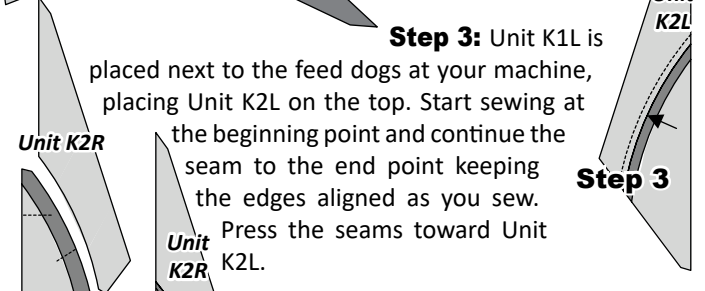 K2L
Step 3: Unit K1L is
placed next to the feed dogs at your machine,
placing Unit K2L on the top. Start sewing at
the beginning point and continue the
seam to the end point keeping
the edges aligned as you sew.
Press the seams toward Unit
K2L.
Unit K2R
Unit
K2R
Step 3